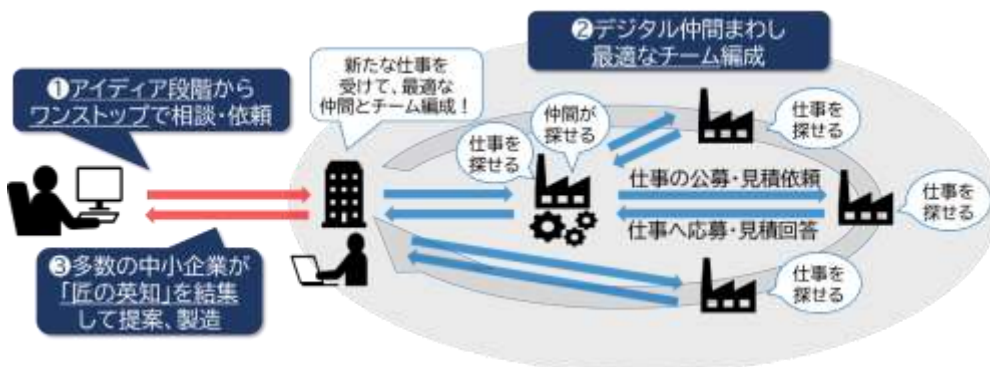 ❶アイディア段階から
ワンストップで相談・依頼
新たな仕事を
受けて、最適な
仲間とチーム編成！
❷デジタル仲間まわし
最適なチーム編成
仕事を
探せる
仲間が
探せる
仕事を
探せる
仕事の公募・見積依頼
仕事へ応募・見積回答
仕事を
探せる
仕事を
探せる
❸多数の中小企業が
「匠の英知」を結集
して提案、製造